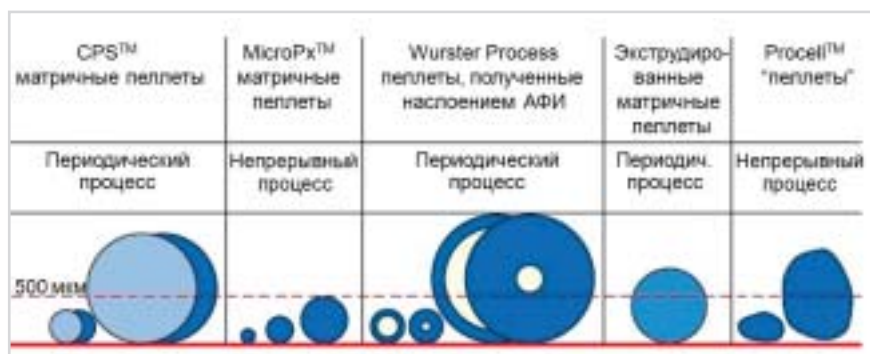 CPS™
матричные пеллеты
MicroPx™
матричные
пеллеты
Wurster Process
пеллеты, полученные
наслоением АФИ
Экструдиро-
ванные
матричные
пеллеты
Procell™
“пеллеты”
Периодический
процесс
Непрерывный
процесс
Периодический
процесс
Периодич.
процесс
Непрерывный
процесс
500 мкм